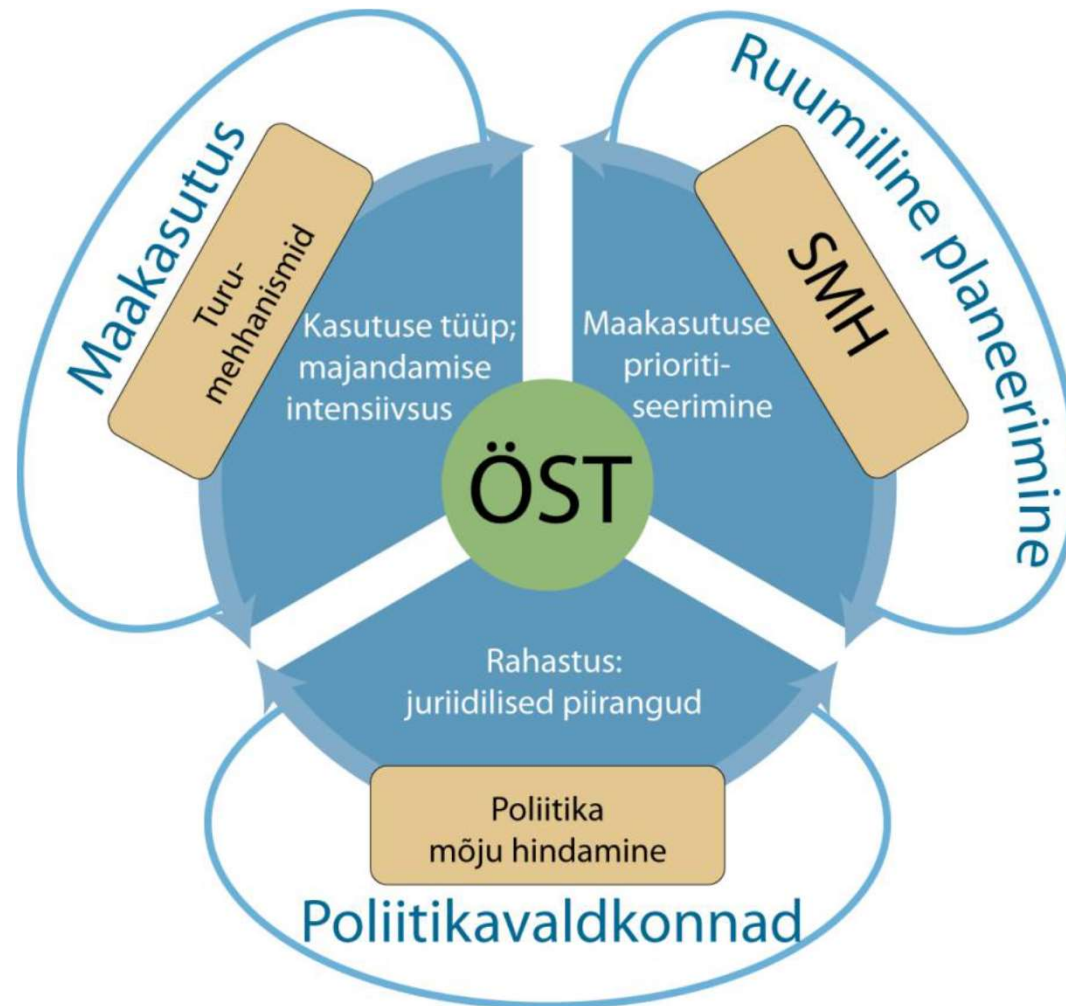 Maakasutus
Turu-
mehhanismid
Kasutuse tüüp;
majandamise
intensiivsus
Ruumiline planeerimine
SMH
Maakasutuse
prioriti-
seerimine
ÖST
Rahastus:
juriidilised piirangud
Poliitika
mõju hindamine
Poliitikavaldkonnad